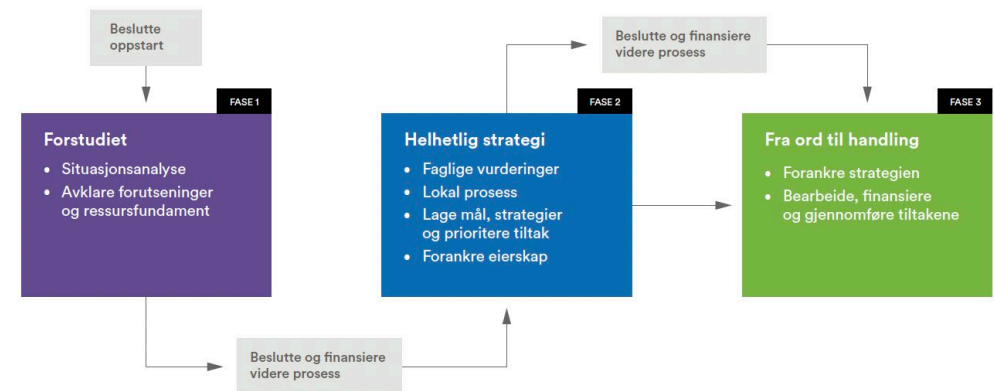 Beslutte
oppstart
FASE 1
Forstudiet
• Situasjonsanalyse
• Avklare forutseninger
og ressursfundament
Beslutte og finansiere
videre prosess
FASE 2
Helhetlig strategi
• Faglige vurderinger
• Lokal prosess
• Lage mål, strategier
og prioritere tiltak
• Forankre eierskap
Beslutte og finansiere
videre prosess
FASE 3
Fra ord til handling
• Forankre strategien
• Bearbeide, finansiere
og gjennomføre tiltakene